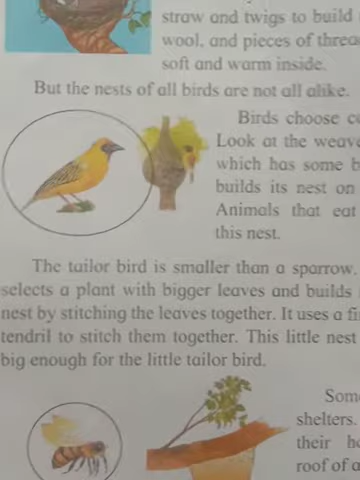 straw and twigs to build
wool, and pieces of
soft and warm inside.
But the nests of all birds are not all alike.
Birds choose
Look at the
which has some
builds its nest on
Animals that eat
this nest.
The tailor bird is smaller than a sparrow.
selects a plant with bigger leaves and builds
nest by stitching the leaves together. It uses a
tendril to stitch them together. This little nest
big enough for the little tailor bird.
shelters.
their
roof of